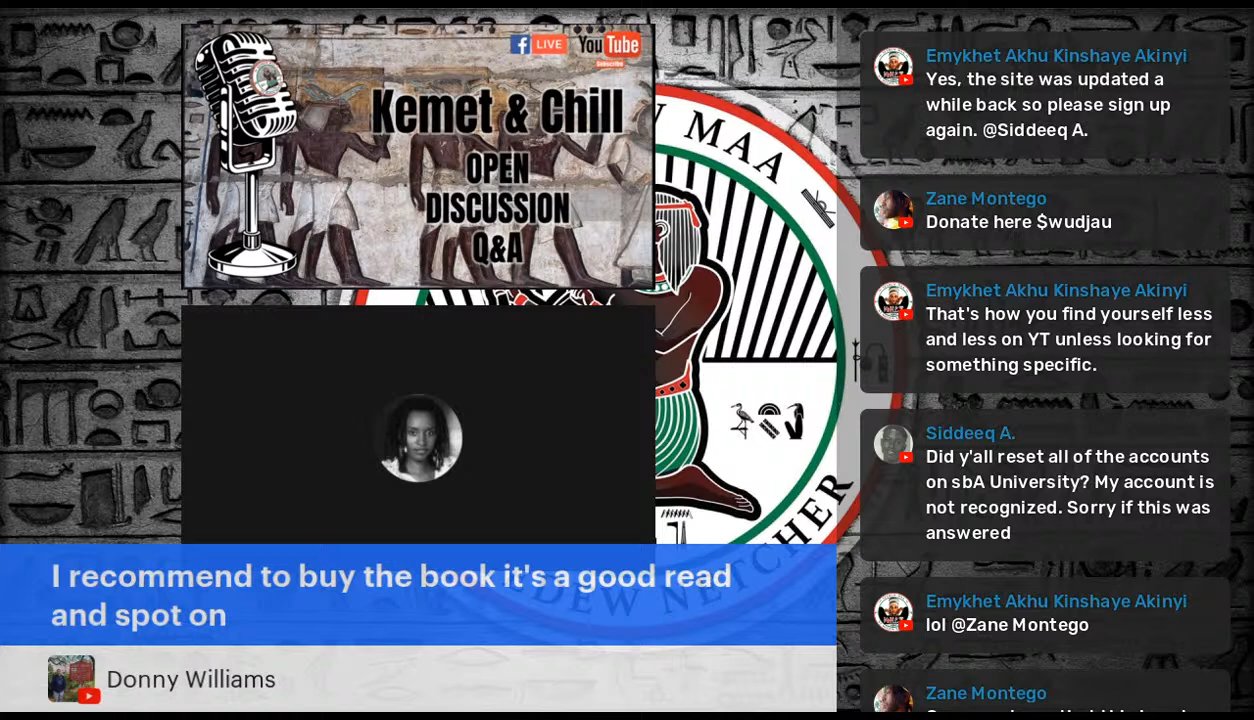 LIVE
YouTube
Subscribe
Kemet & Chill
OPEN
DISCUSSION
Q&A
MAA
NETCHER
I recommend to buy the book it's a good read
and spot on
Donny Williams
Emykhet Akhu Kinshaye Akinyi
Yes, the site was updated a
while back so please sign up
again. @Siddeeq A.
Zane Montego
Donate here $wudjau
Emykhet Akhu Kinshaye Akinyi
That's how you find yourself less
and less on YT unless looking for
something specific.
Siddeeq A.
Did y'all reset all of the accounts
on sbA University? My account is
not recognized. Sorry if this was
answered
Emykhet Akhu Kinshaye Akinyi
lol @Zane Montego
Zane Montego